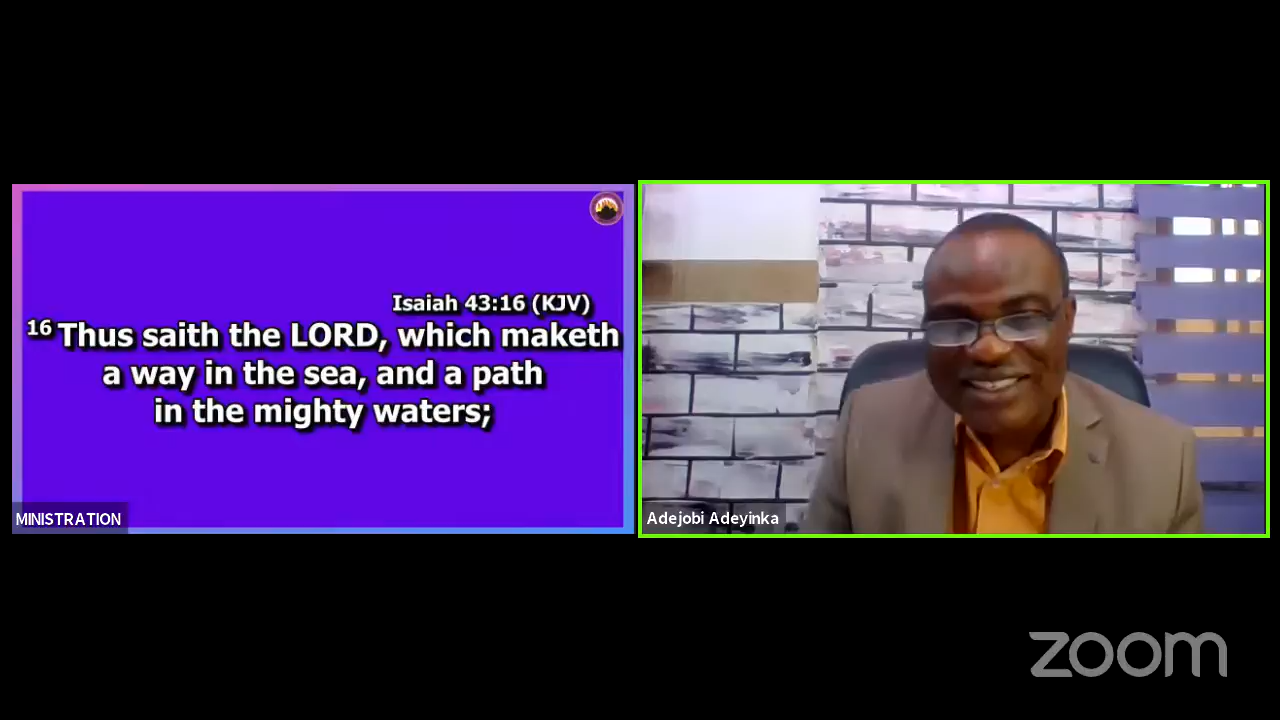 Isaiah 43:16 (KJV)
16 Thus saith the LORD, which maketh
a way in the sea, and a path
in the mighty waters;
MINISTRATION
Adejobi Adeyinka
zoom